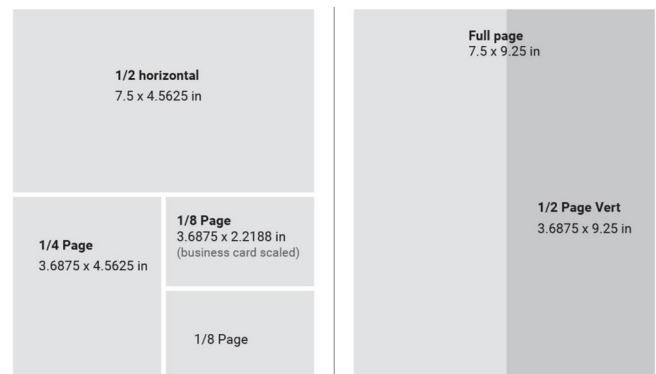 1/2 horizontal
7.5 x 4.5625 in
1/4 Page
3.6875 x 4.5625 in
1/8 Page
3.6875 x 2.2188 in
(business card scaled)
1/8 Page
Full page
7.5 x 9.25 in
1/2 Page Vert
3.6875 x 9.25 in